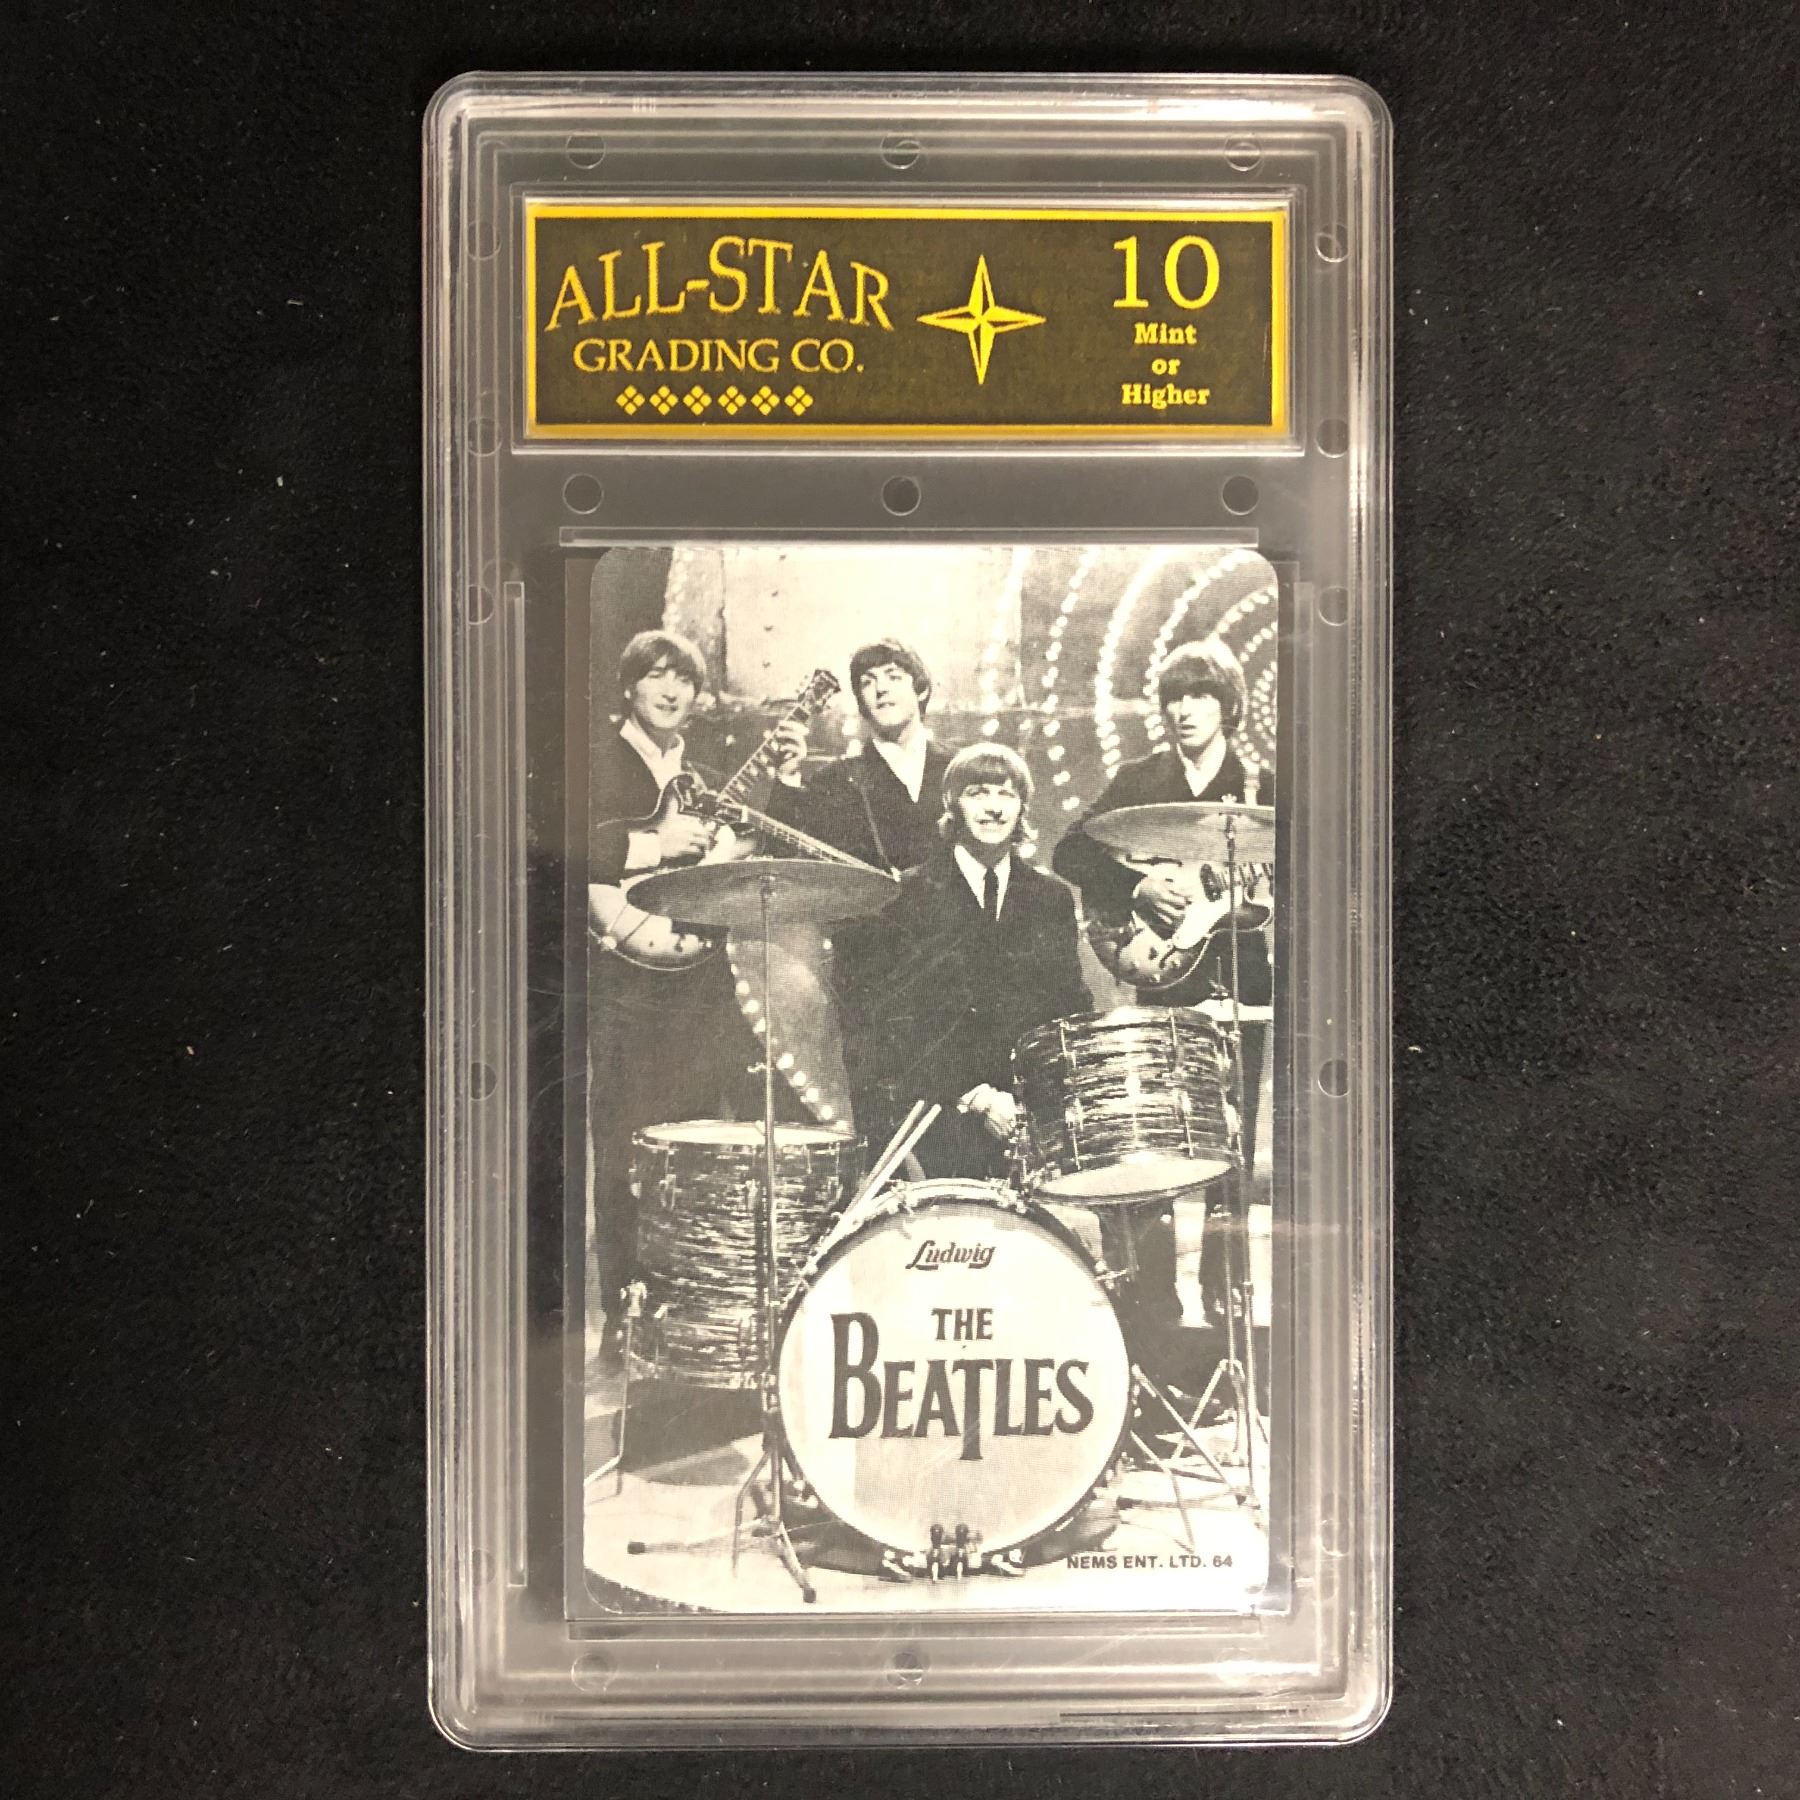 ALL-STAR
GRADING CO.
10
Mint
or
Higher
Ludwig
THE
BEATLES
NEMS ENT. LTD. 64